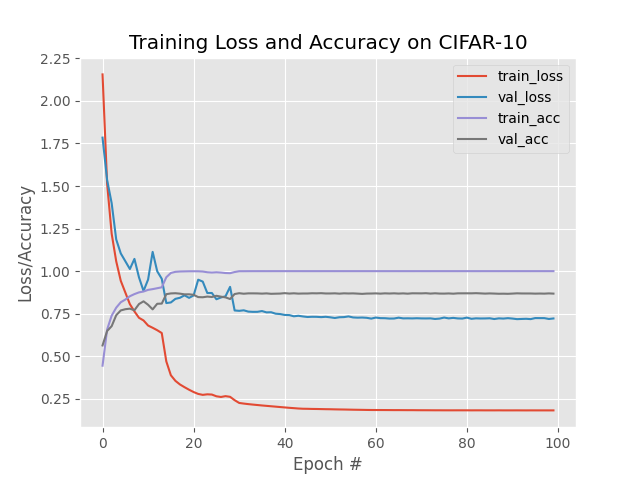 Training Loss and Accuracy on CIFAR-10
2.25
2.00
1.75
1.50
1.25
1.00
0.75
0.50
0.25
Loss/Accuracy
train_loss
val_loss
train_acc
val_acc
0 20 40 60 80 100
Epoch #